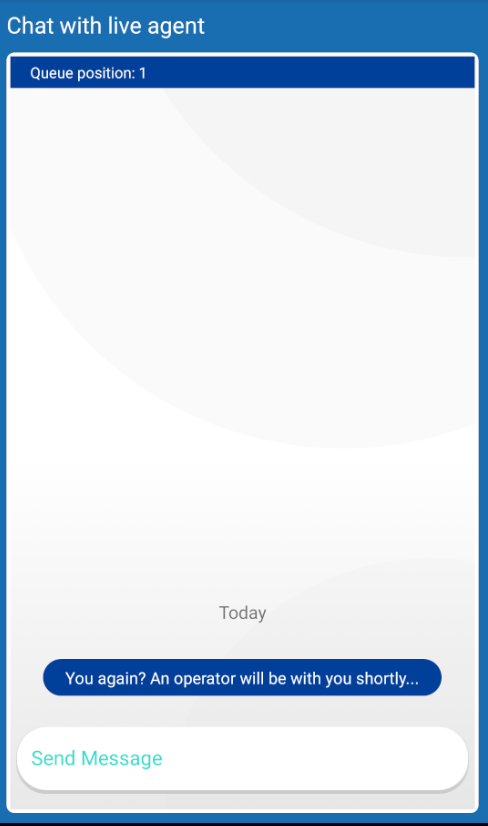 Chat with live agent
Queue position: 1
Today
You again? An operator will be with you shortly...
Send Message